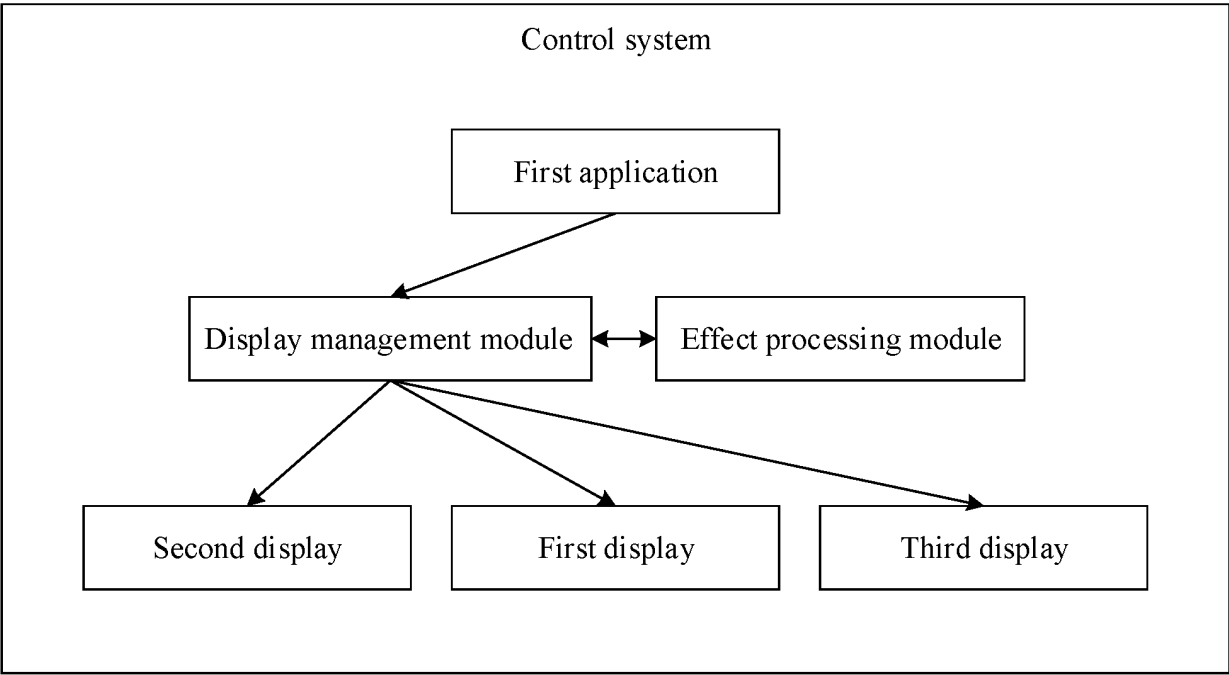 Control system
First application
Display management module
Effect processing module
Second display
First display
Third display